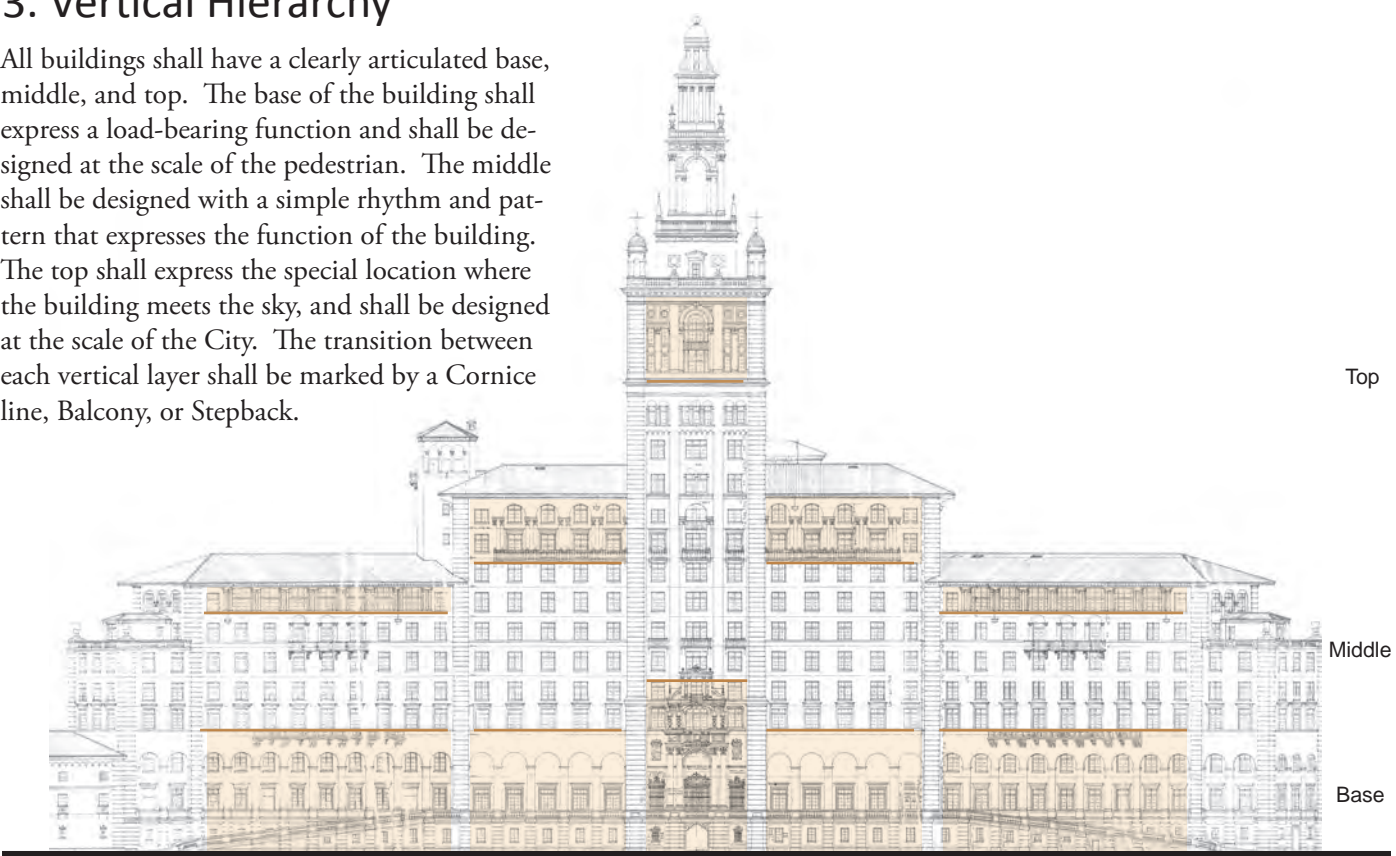 3. Vertical Hierarchy
All buildings shall have a clearly articulated base,
middle, and top.  The base of the building shall
express a load-bearing function and shall be de-
signed at the scale of the pedestrian.  The middle
shall be designed with a simple rhythm and pat-
tern that expresses the function of the building.
The top shall express the special location where
the building meets the sky, and shall be designed
at the scale of the City.  The transition between
each vertical layer shall be marked by a Cornice
line, Balcony, or Stepback.
Top
Middle
Base